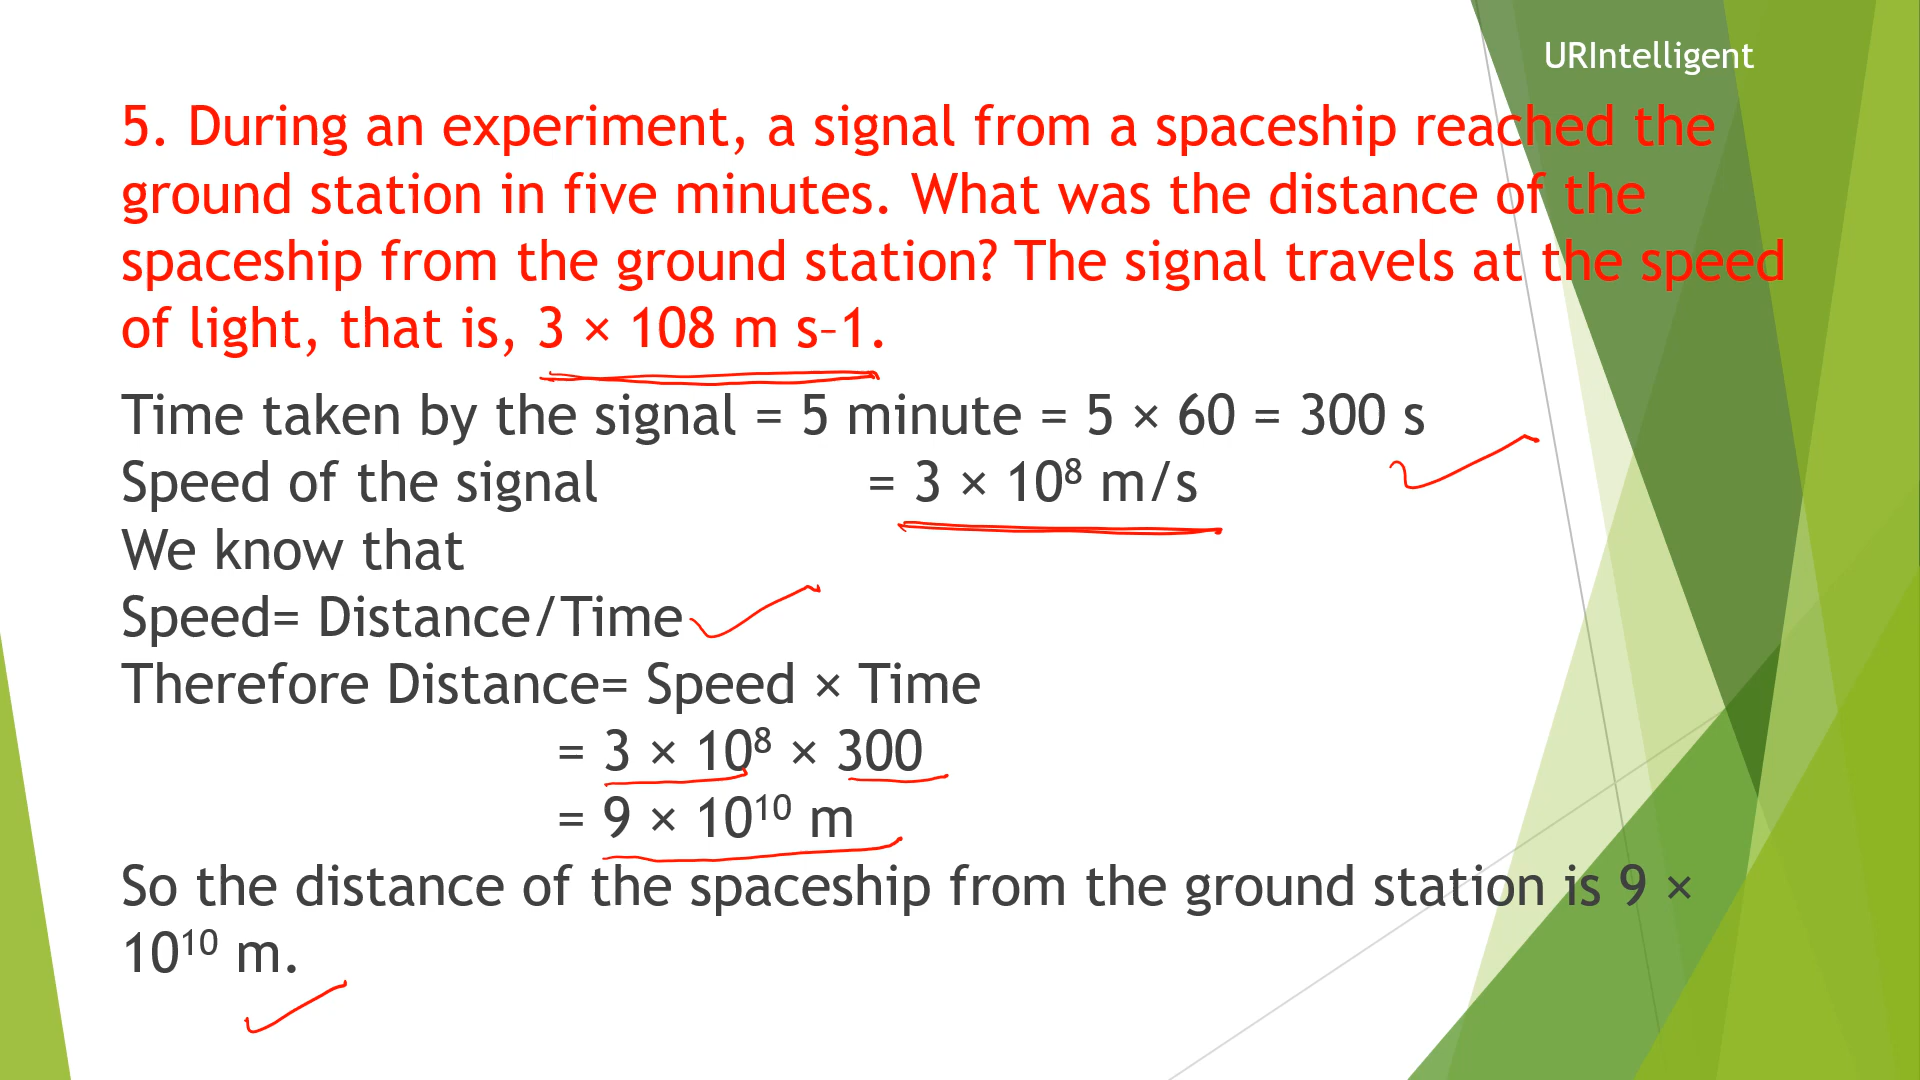 URIntelligent
5. During an experiment, a signal from a spaceship reached the
ground station in five minutes. What was the distance of the
spaceship from the ground station? The signal travels at the speed
of light, that is, 3 × 108 m s–1.
Time taken by the signal = 5 minute = 5 × 60 = 300 s
Speed of the signal = 3 × 10⁸ m/s
We know that
Speed= Distance/Time
Therefore Distance= Speed × Time
= 3 × 10⁸ × 300
= 9 × 10¹⁰ m
So the distance of the spaceship from the ground station is 9 ×
10¹⁰ m.